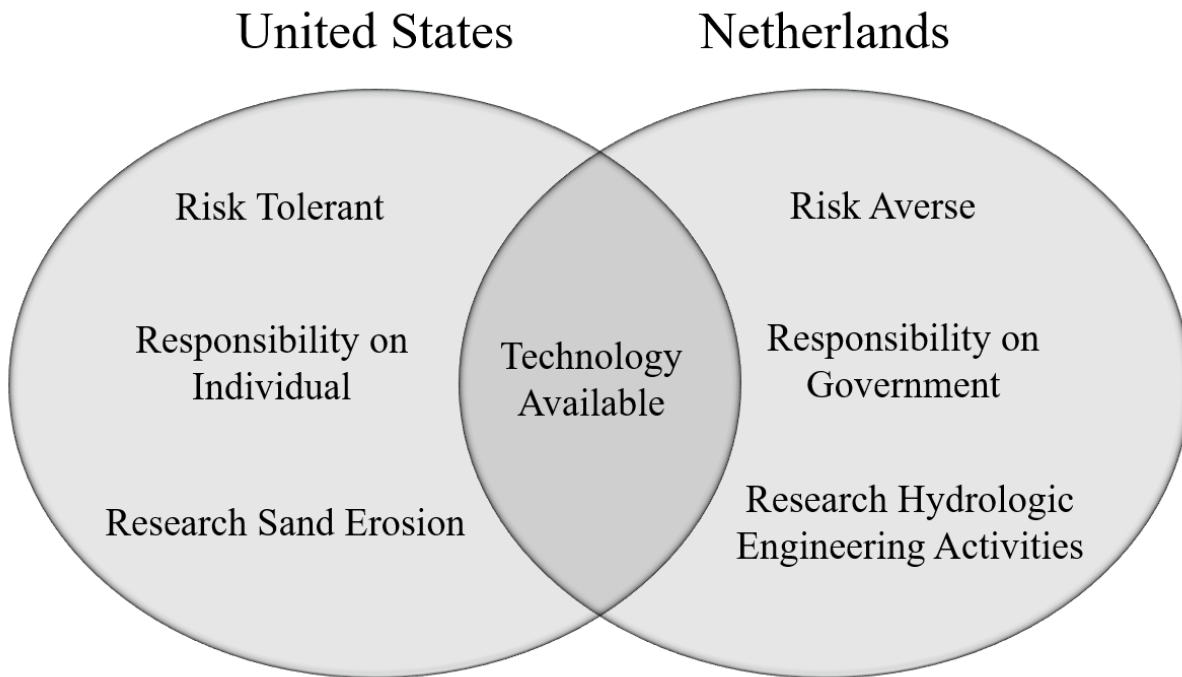 United States
Netherlands
Risk Tolerant
Responsibility on
Individual
Research Sand Erosion
Technology
Available
Risk Averse
Responsibility on
Government
Research Hydrologic
Engineering Activities